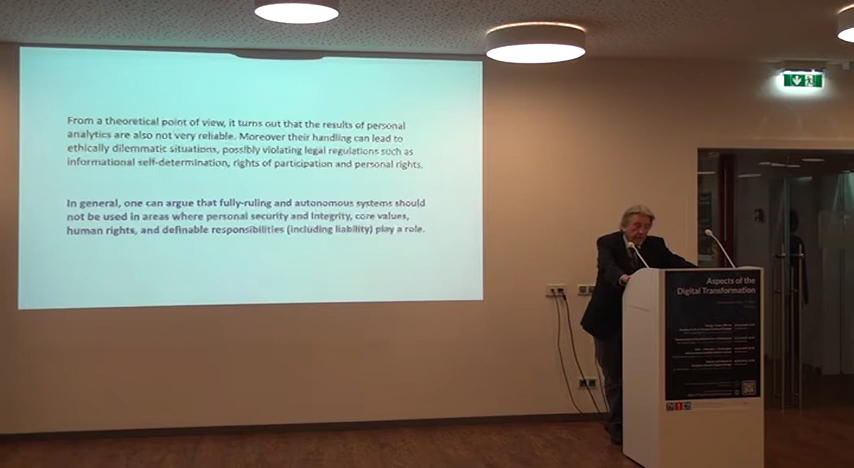 From a theoretical point of view, it turns out that the results of personal
analytics are also not very reliable. Moreover their handling can lead to
ethically dilemmatic situations, possibly violating legal regulations such as
informational self-determination, rights of participation and personal rights.
In general, one can argue that fully-ruling and autonomous systems should
not be used in areas where personal security and integrity, core values,
human rights, and definable responsibilities (including liability) play a role.
Aspects of the
Digital Transformation